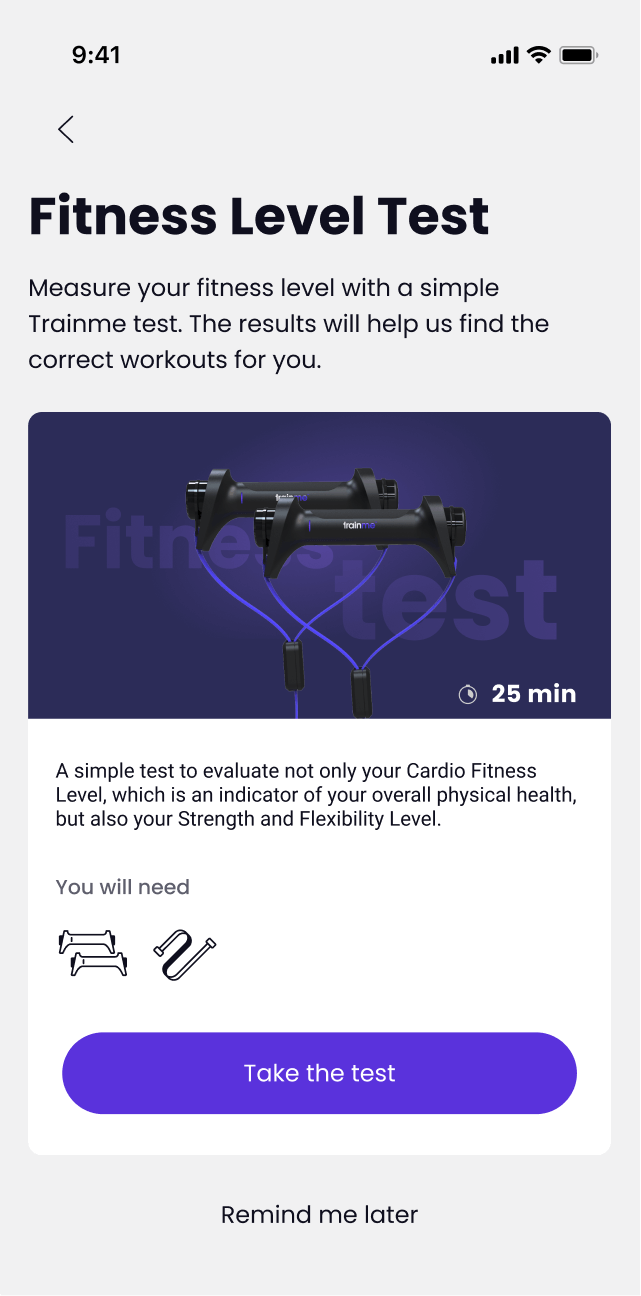 9:41
Fitness Level Test
Measure your fitness level with a simple
Trainme test. The results will help us find the
correct workouts for you.
Fitness
test
trainme
trainme
25 min
A simple test to evaluate not only your Cardio Fitness
Level, which is an indicator of your overall physical health,
but also your Strength and Flexibility Level.
You will need
Take the test
Remind me later